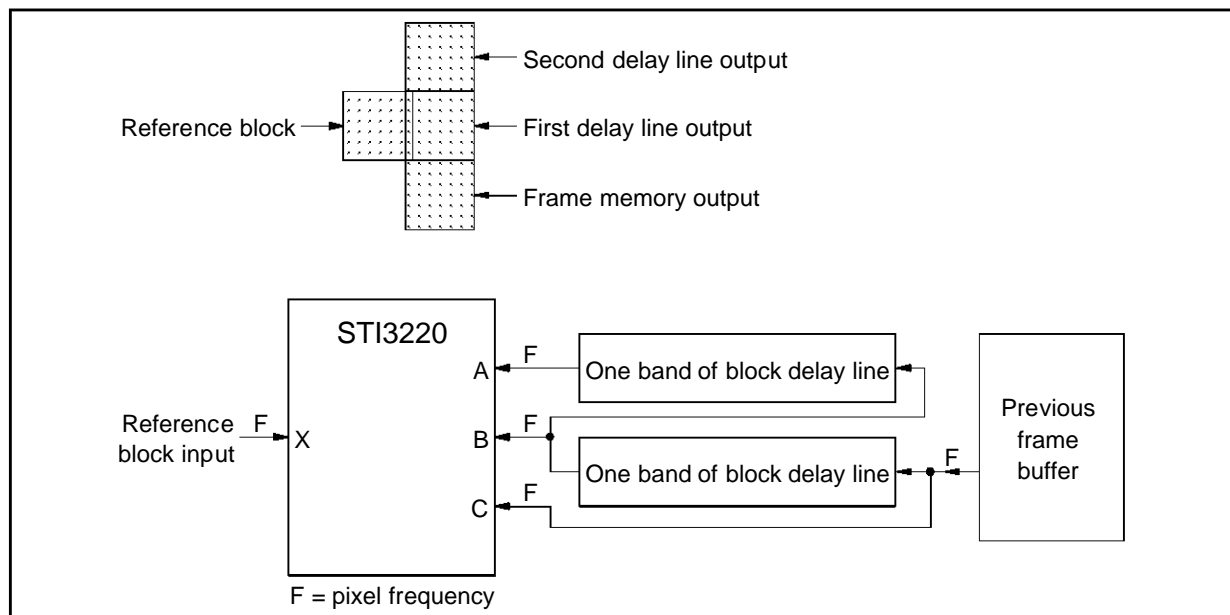 Second delay line output
Reference block
First delay line output
Frame memory output
STI3220
A
F
One band of block delay line
Reference
block input
F
X
B
F
One band of block delay line
F
Previous
frame
buffer
C
F
F = pixel frequency